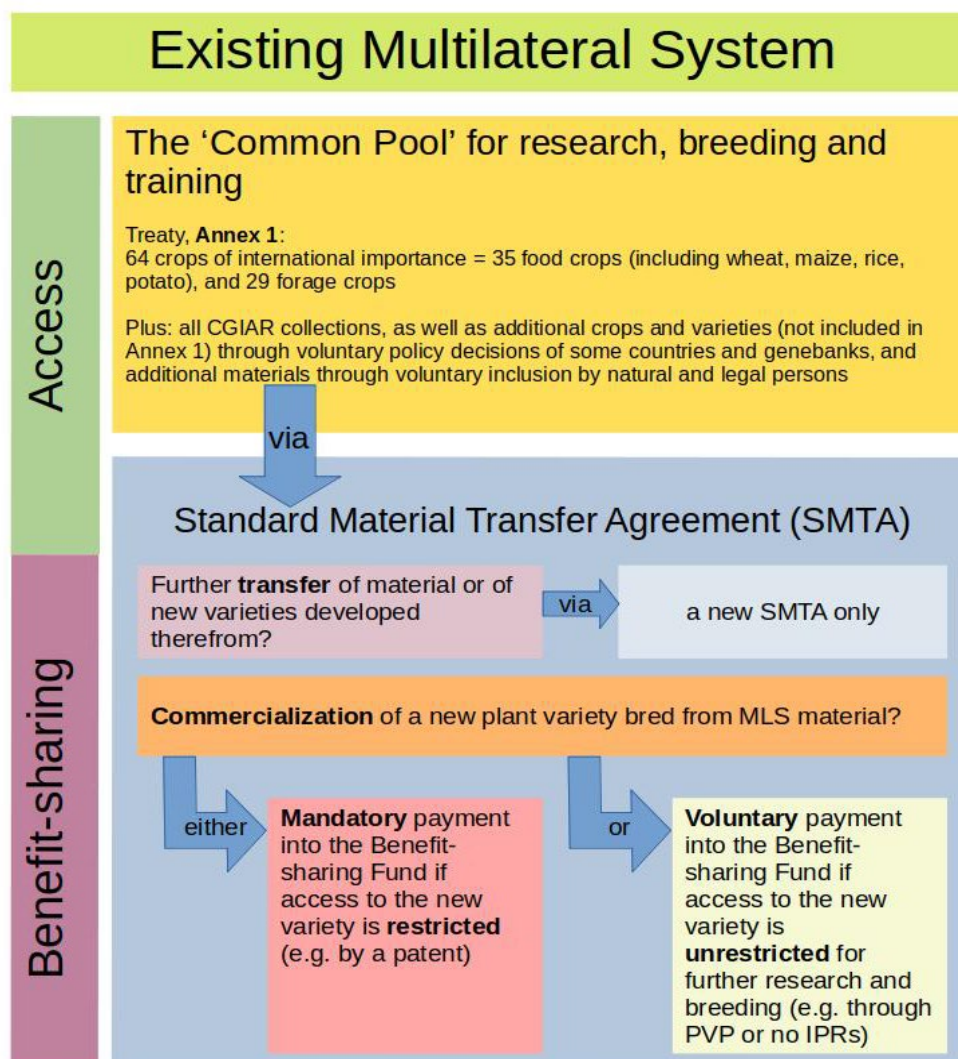 Existing Multilateral System
Access
The ‘Common Pool’ for research, breeding and
training
Treaty, Annex 1:
64 crops of international importance = 35 food crops (including wheat, maize, rice,
potato), and 29 forage crops
Plus: all CGIAR collections, as well as additional crops and varieties (not included in
Annex 1) through voluntary policy decisions of some countries and genebanks, and
additional materials through voluntary inclusion by natural and legal persons
via
Standard Material Transfer Agreement (SMTA)
Benefit-sharing
Further transfer of material or of
new varieties developed
therefrom?
via
a new SMTA only
Commercialization of a new plant variety bred from MLS material?
either
Mandatory payment
into the Benefit-
sharing Fund if
access to the new
variety is restricted
(e.g. by a patent)
or
Voluntary payment
into the Benefit-
sharing Fund if
access to the new
variety is
unrestricted for
further research and
breeding (e.g. through
PVP or no IPRs)